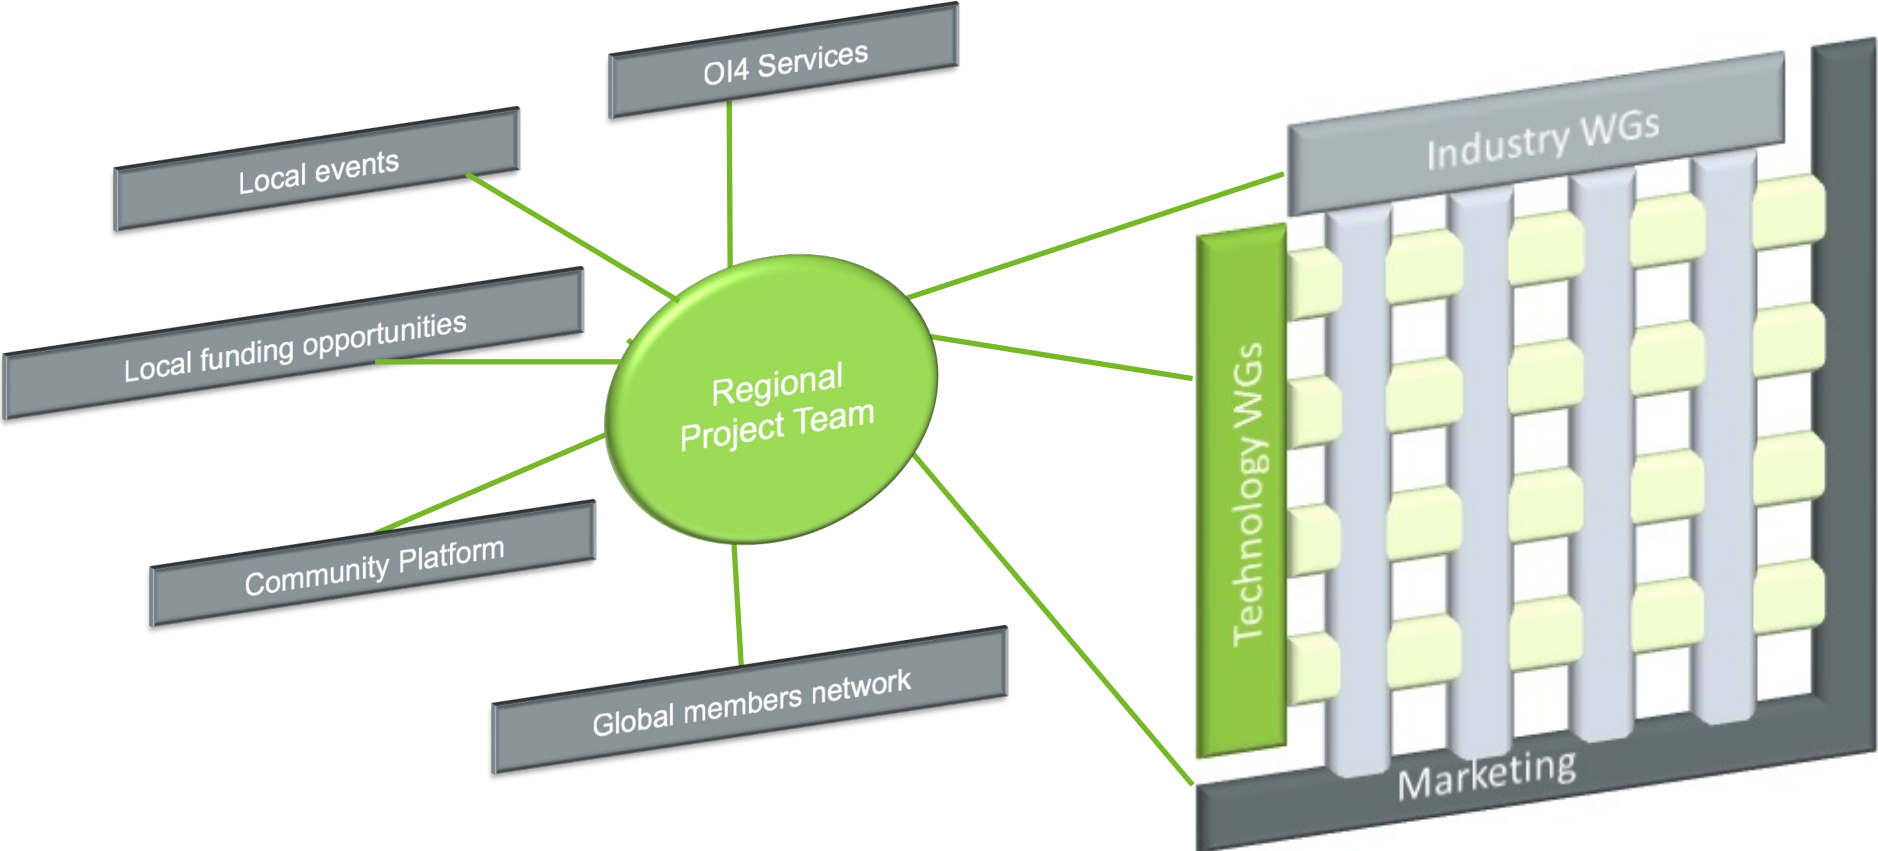 OI4 Services
Local events
Local funding opportunities
Regional
Project Team
Community Platform
Global members network
Industry WGs
Technology WGs
Marketing